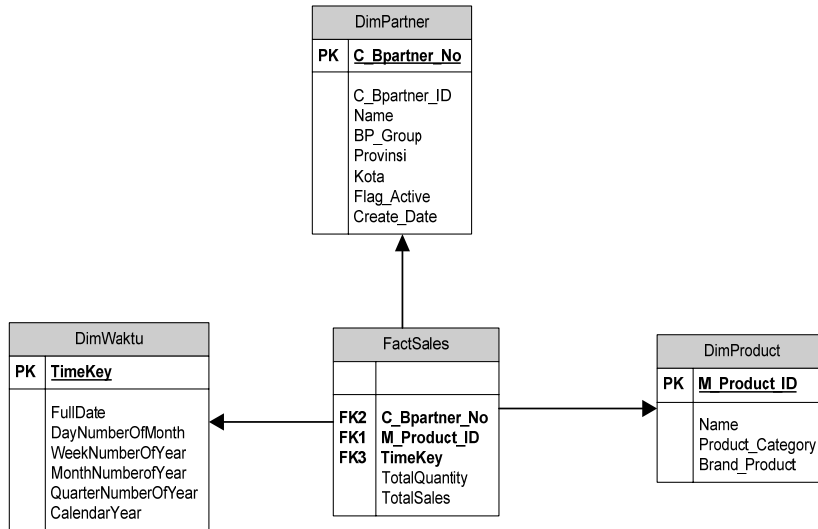 DimPartner
PK C_Bpartner_No
C_Bpartner_ID
Name
BP_Group
Provinsi
Kota
Flag_Active
Create_Date
DimWaktu
PK TimeKey
FullDate
DayNumberOfMonth
WeekNumberOfYear
MonthNumberofYear
QuarterNumberOfYear
CalendarYear
FactSales
FK2 C_Bpartner_No
FK1 M_Product_ID
FK3 TimeKey
TotalQuantity
TotalSales
DimProduct
PK M_Product_ID
Name
Product_Category
Brand_Product